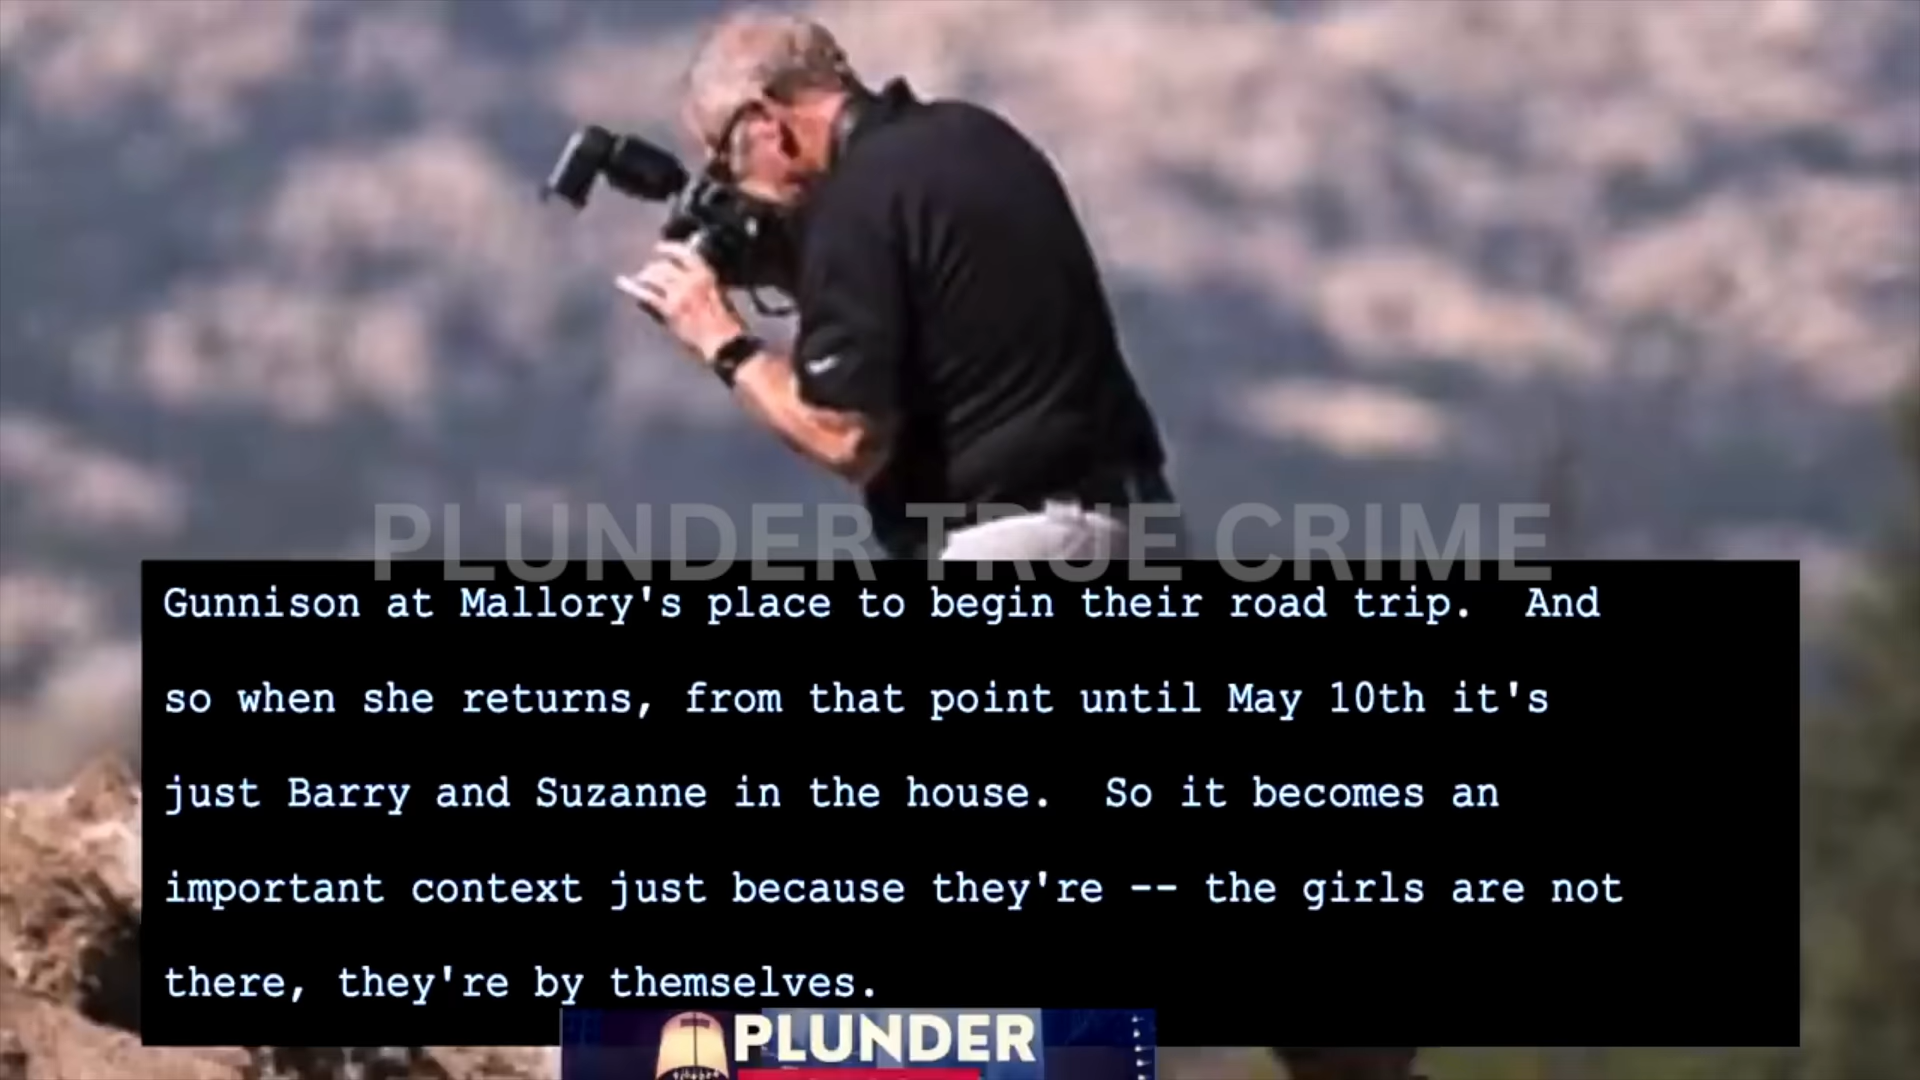 PLUNDER TRUE CRIME
Gunnison at Mallory's place to begin their road trip.  And
so when she returns, from that point until May 10th it's
just Barry and Suzanne in the house.  So it becomes an
important context just because they're -- the girls are not
there, they're by themselves.
PLUNDER